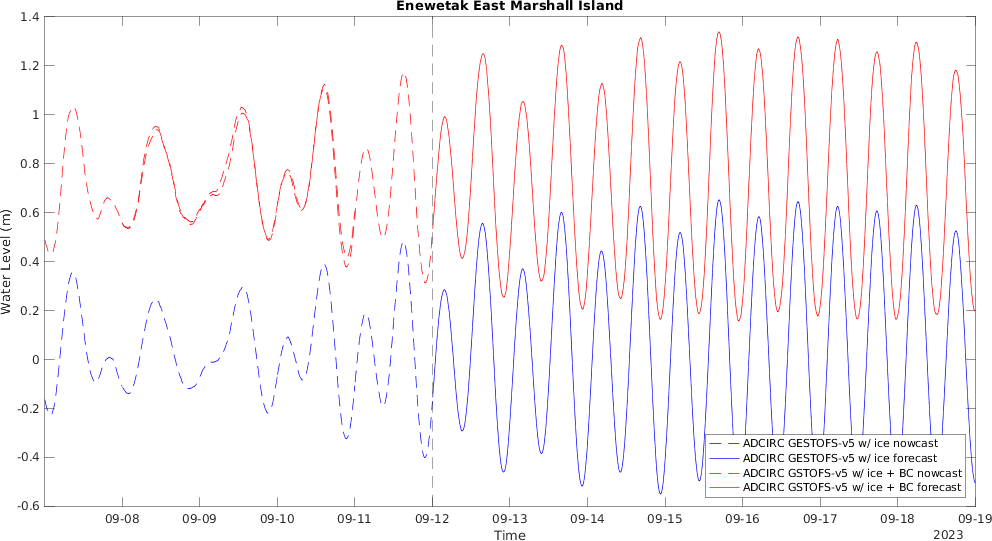 Enewetak East Marshall Island
1.4
1.2
1
0.8
0.6
0.4
0.2
0
-0.2
-0.4
-0.6
Water Level (m)
ADCIRC GESTOFS-v5 w/ ice nowcast
ADCIRC GESTOFS-v5 w/ ice forecast
ADCIRC GSTOFS-v5 w/ ice + BC nowcast
ADCIRC GSTOFS-v5 w/ ice + BC forecast
09-08 09-09 09-10 09-11 09-12 09-13 09-14 09-15 09-16 09-17 09-18 09-19
Time
2023